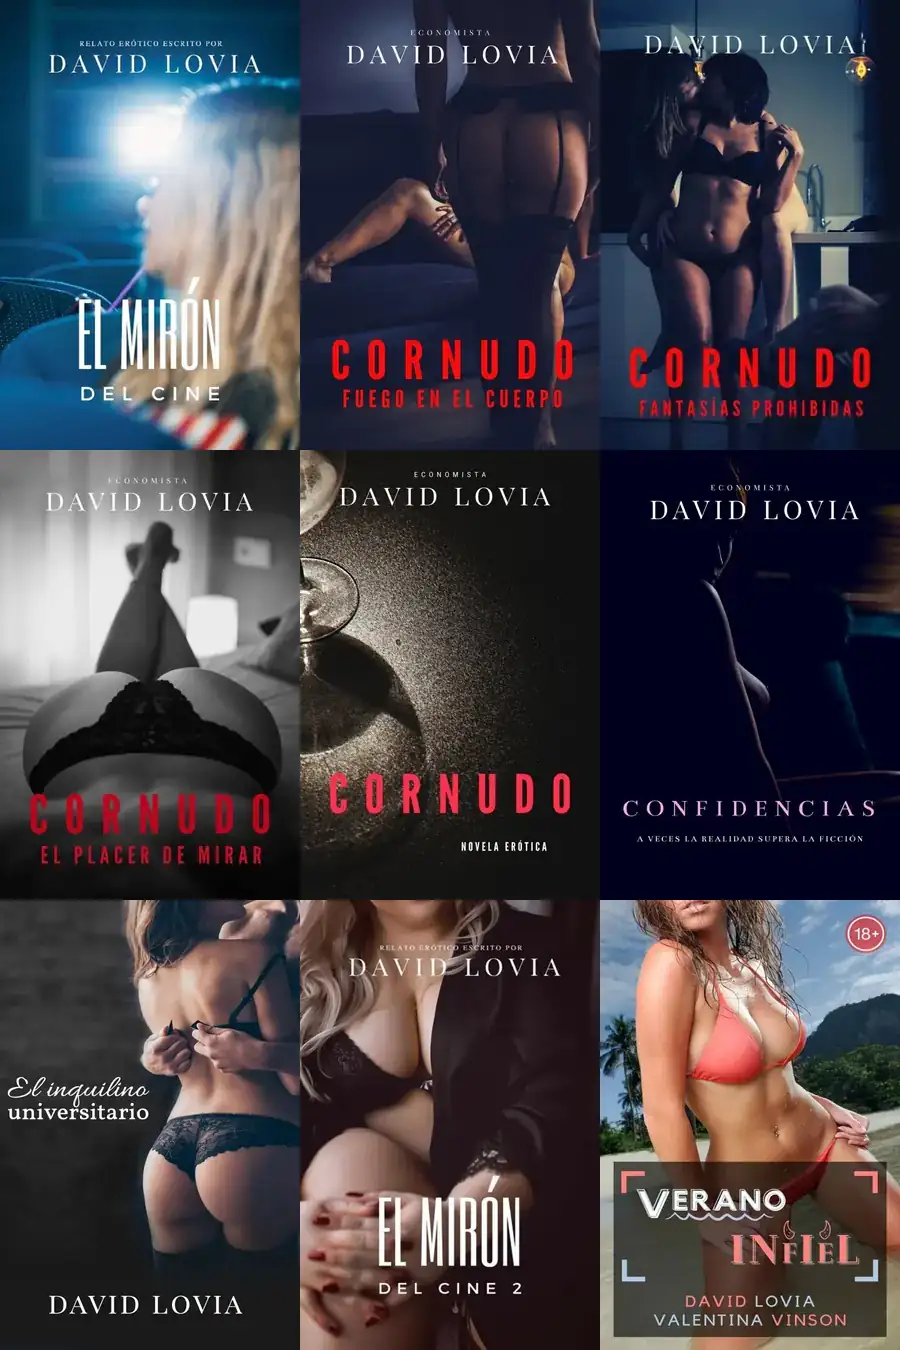 RELATO ERÓTICO ESCRITO POR
DAVID LOVIA
EL MIRÓN
DEL CINE
ECONOMISTA
DAVID LOVIA
CORNUDO
FUEGO EN EL CUERPO
DAVID LOVIA
CORNUDO
FANTASÍAS PROHIBIDAS
ECONOMISTA
DAVID LOVIA
CORNUDO
EL PLACER DE MIRAR
ECONOMISTA
DAVID LOVIA
CORNUDO
NOVELA ERÓTICA
ECONOMISTA
DAVID LOVIA
CONFIDENCIAS
A VECES LA REALIDAD SUPERA LA FICCIÓN
El inquilino
universitario
DAVID LOVIA
RELATO ERÓTICO ESCRITO POR
DAVID LOVIA
EL MIRÓN
DEL CINE 2
18+
VERANO
INFIEL
DAVID LOVIA
VALENTINA VINSON